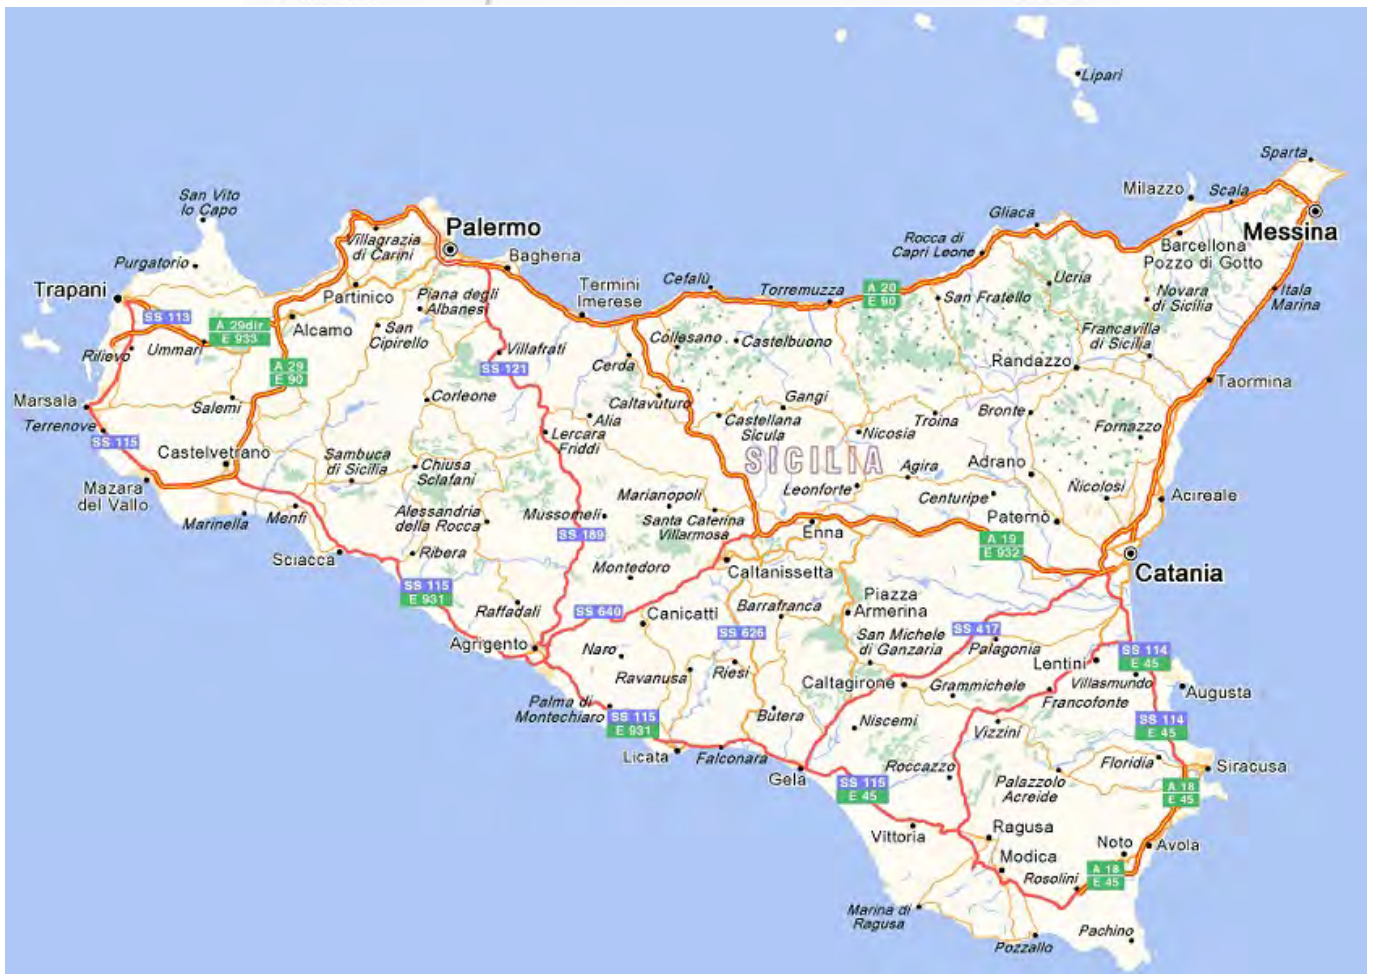 Lipari
Sparta
San Vito
lo Capo
Milazzo
Scala
Gliaca
Messina
Palermo
Villagrazia
di Carini
Rocca di
Capri Leone
Barcellona
Pozzo di Gotto
Purgatorio
Bagheria
Trapani
Partinico
Piana degli
Albanesi
Termini
Imerese
Cefalù
Torremuzza
A 20
E 90
San Fratello
Ucria
Novara
di Sicilia
Itala
Marina
SS 113
A 29dir
E 933
Alcamo
San
Cipirello
Collesano
Castelbuono
Francavilla
di Sicilia
Rilievo
Ummari
Villafrati
Cerda
Randazzo
A 29
E 90
SS 121
Taormina
Marsala
Salemi
Corleone
Caltavuturo
Gangi
Terrenove
Alia
Castellana
Sicula
Troina
Bronte
SS 115
Lercara
Friddi
Nicosia
Fornazzo
Castelvetrano
Sambuca
di Sicilia
Chiusa
Sclafani
SICILIA
Agira
Adrano
Mazara
del Vallo
Marianopoli
Leonforte
Centuripe
Nicolosi
Acireale
Marinella
Menfi
Alessandria
della Rocca
Mussomeli
Santa Caterina
Villarmosa
Paternò
SS 189
Enna
A 19
E 932
Sciacca
Ribera
Montedoro
Caltanissetta
Catania
SS 115
E 931
Raffadali
SS 640
Canicatti
Barrafranca
Piazza
Armerina
Agrigento
Naro
SS 626
San Michele
di Ganzaria
SS 417
Palagonia
SS 114
E 45
Lentini
Ravanusa
Riesi
Caltagirone
Grammichele
Villasmundo
Augusta
Francofonte
Palma di
Montechiaro
SS 115
E 931
Butera
Niscemi
Vizzini
SS 114
E 45
Licata
Falconara
Gela
Roccazzo
Floridia
Siracusa
SS 115
E 45
Palazzolo
Acreide
A 18
E 45
Vittoria
Ragusa
Modica
Noto
Avola
Rosolini
A 18
E 45
Marina di
Ragusa
Pozzallo
Pachino